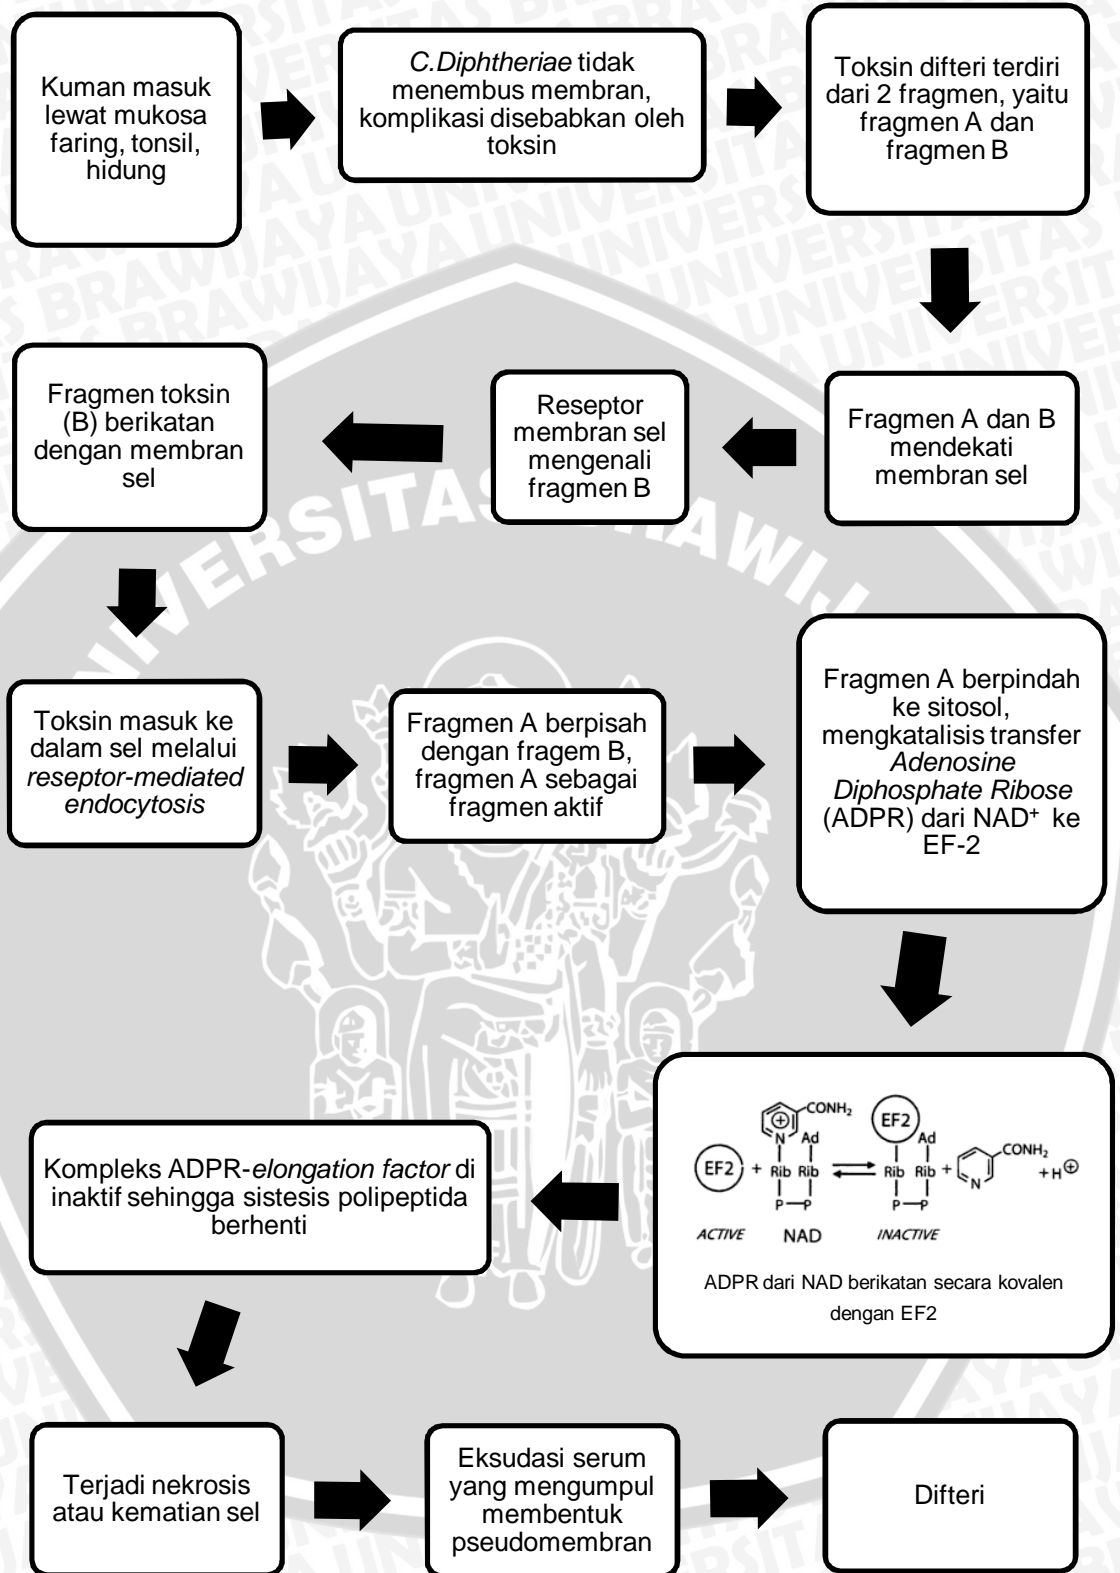 Kuman masuk
lewat mukosa
faring, tonsil,
hidung
C.Diphtheriae tidak
menembus membran,
komplikasi disebabkan oleh
toksin
Toksin difteri terdiri
dari 2 fragmen, yaitu
fragmen A dan
fragmen B
Fragmen A dan B
mendekati
membran sel
Reseptor
membran sel
mengenali
fragmen B
Fragmen toksin
(B) berikatan
dengan membran
sel
Toksin masuk ke
dalam sel melalui
reseptor-mediated
endocytosis
Fragmen A berpisah
dengan fragem B,
fragmen A sebagai
fragmen aktif
Fragmen A berpindah
ke sitosol,
mengkatalisis transfer
Adenosine
Diphosphate Ribose
(ADPR) dari NAD⁺ ke
EF-2
CONH₂
⊕
N Ad
EF2 + Rib Rib
P—P
ACTIVE NAD
⇌
EF2
Ad
Rib Rib + N CONH₂ + H⊕
P—P
INACTIVE
ADPR dari NAD berikatan secara kovalen
dengan EF2
Kompleks ADPR-elongation factor di
inaktif sehingga sistesis polipeptida
berhenti
Terjadi nekrosis
atau kematian sel
Eksudasi serum
yang mengumpul
membentuk
pseudomembran
Difteri